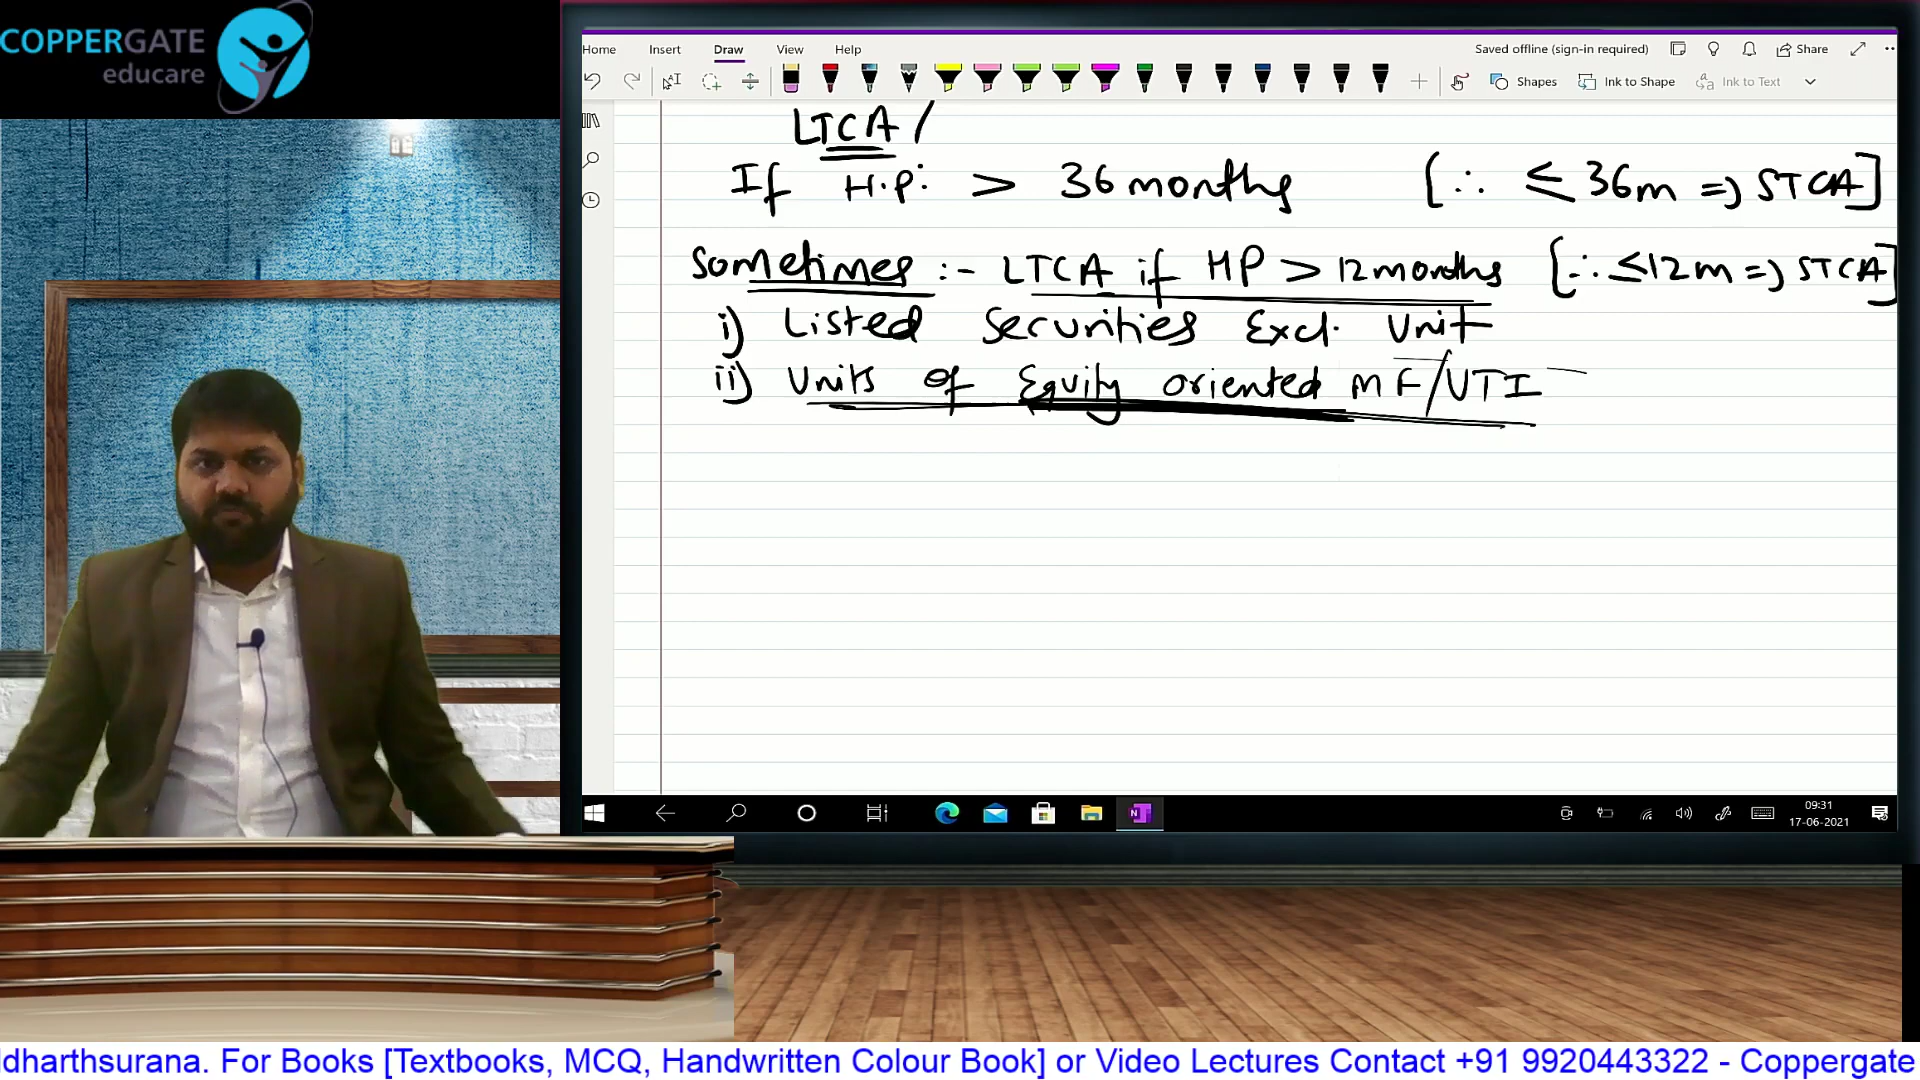 COPPERGATE
educare
Home Insert Draw View Help
Saved offline (sign-in required) Share
Shapes Ink to Shape Ink to Text
LTCA /
If H.P. > 36 months [∴ ≤ 36m => STCA]
Sometimes :- LTCA if HP > 12 months [∴ ≤12m => STCA]
i) Listed Securities Excl. Unit
ii) Units of Equity oriented MF/UTI
09:31
17-06-2021
ddharthsurana. For Books [Textbooks, MCQ, Handwritten Colour Book] or Video Lectures Contact +91 9920443322 - Coppergate